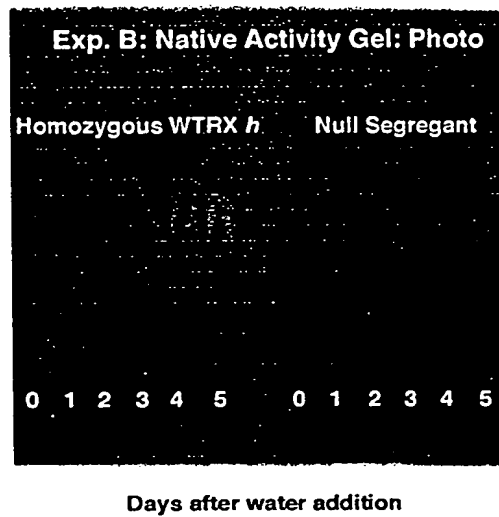 Exp. B: Native Activity Gel: Photo
Homozygous WTRX h Null Segregant
0 1 2 3 4 5 0 1 2 3 4 5
Days after water addition